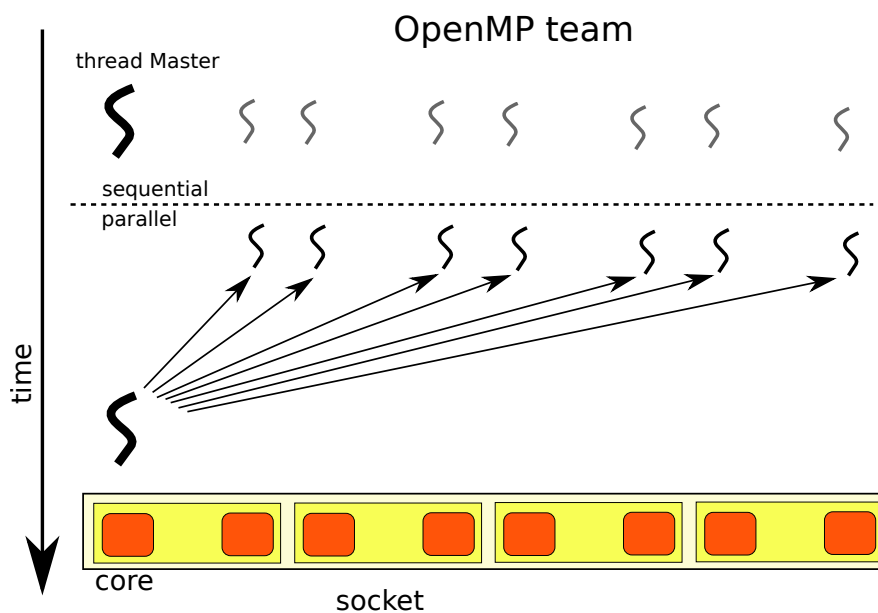 OpenMP team
thread Master
sequential
parallel
time
core
socket